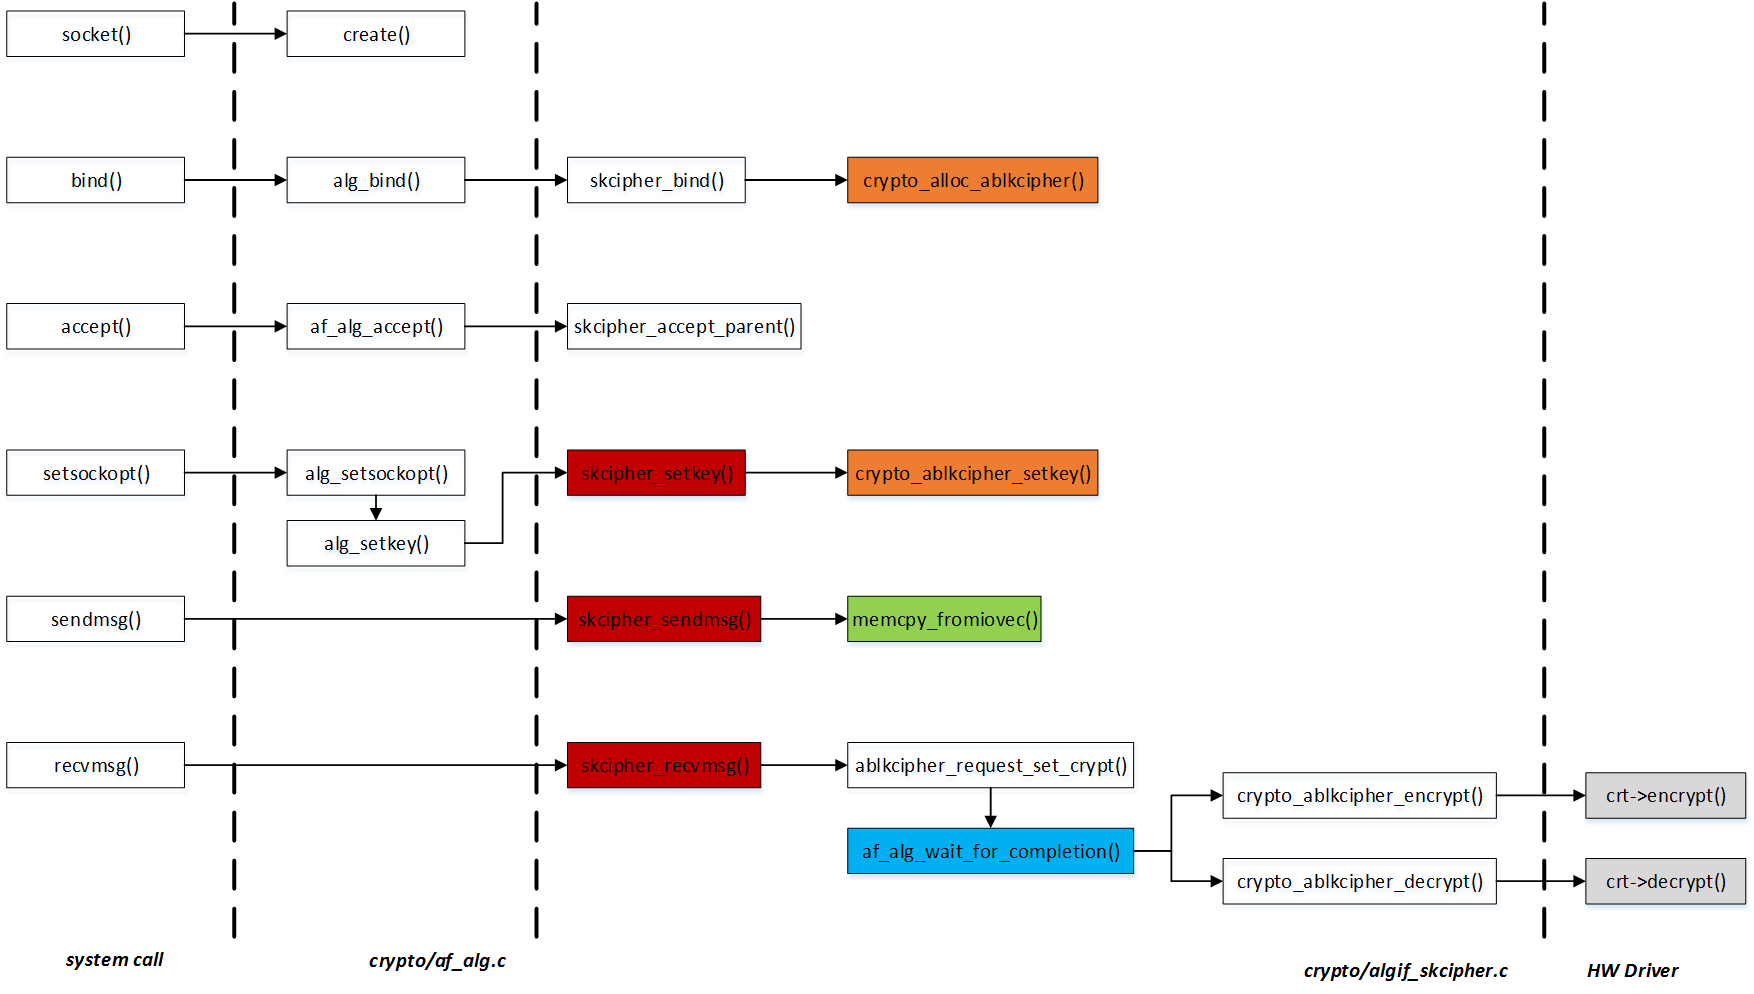 socket()
create()
bind()
alg_bind()
skcipher_bind()
crypto_alloc_ablkcipher()
accept()
af_alg_accept()
skcipher_accept_parent()
setsockopt()
alg_setsockopt()
skcipher_setkey()
crypto_ablkcipher_setkey()
alg_setkey()
sendmsg()
skcipher_sendmsg()
memcpy_fromiovec()
recvmsg()
skcipher_recvmsg()
ablkcipher_request_set_crypt()
crypto_ablkcipher_encrypt()
crt->encrypt()
af_alg_wait_for_completion()
crypto_ablkcipher_decrypt()
crt->decrypt()
system call
crypto/af_alg.c
crypto/algif_skcipher.c
HW Driver